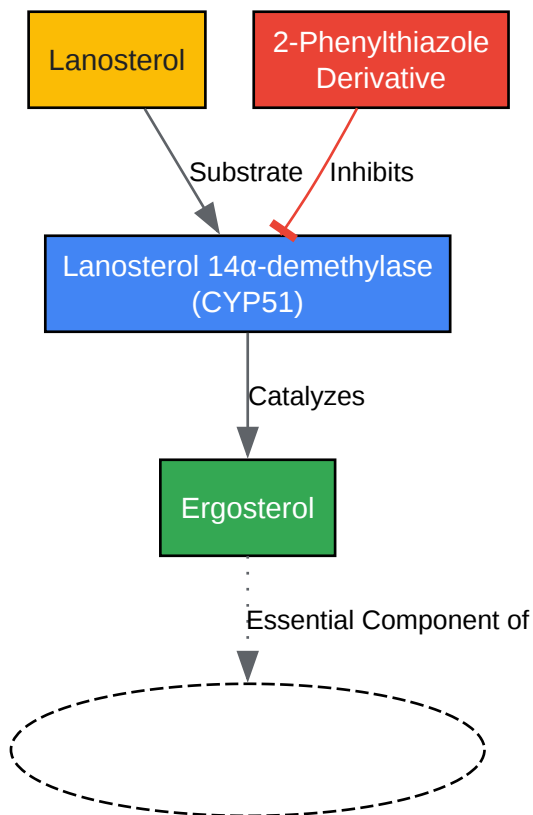 Lanosterol
2-Phenylthiazole
Derivative
Substrate
Inhibits
Lanosterol 14α-demethylase
(CYP51)
Catalyzes
Ergosterol
Essential Component of